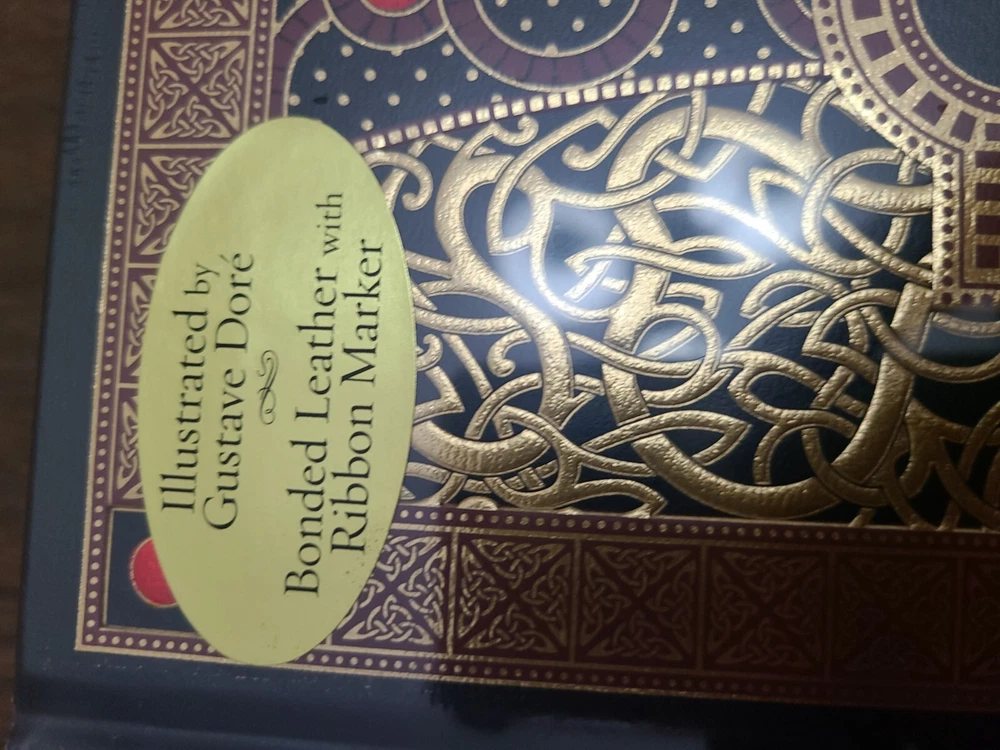 Illustrated by
Gustave Doré
Bonded Leather with
Ribbon Marker